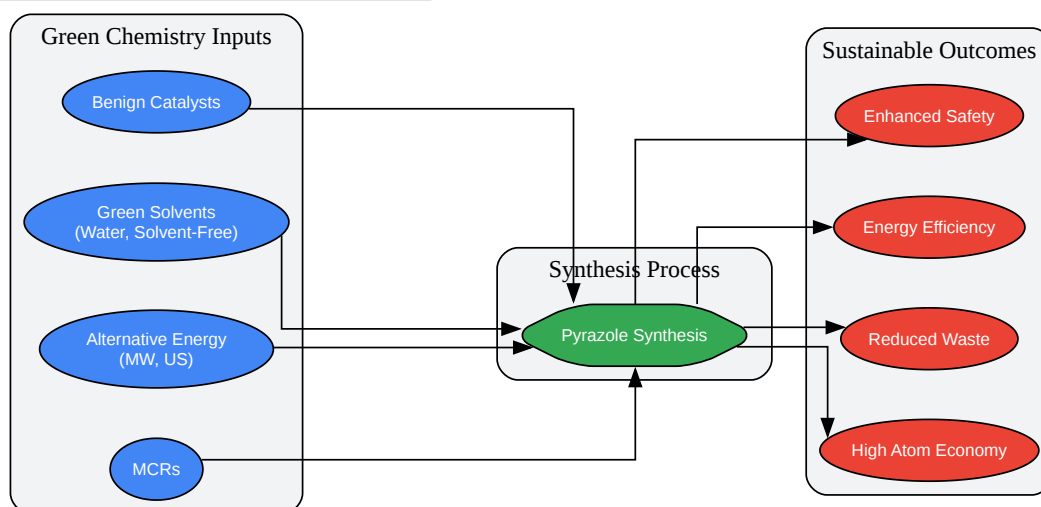 Green Chemistry Inputs
Benign Catalysts
Green Solvents
(Water, Solvent-Free)
Alternative Energy
(MW, US)
MCRs
Synthesis Process
Pyrazole Synthesis
Sustainable Outcomes
Enhanced Safety
Energy Efficiency
Reduced Waste
High Atom Economy